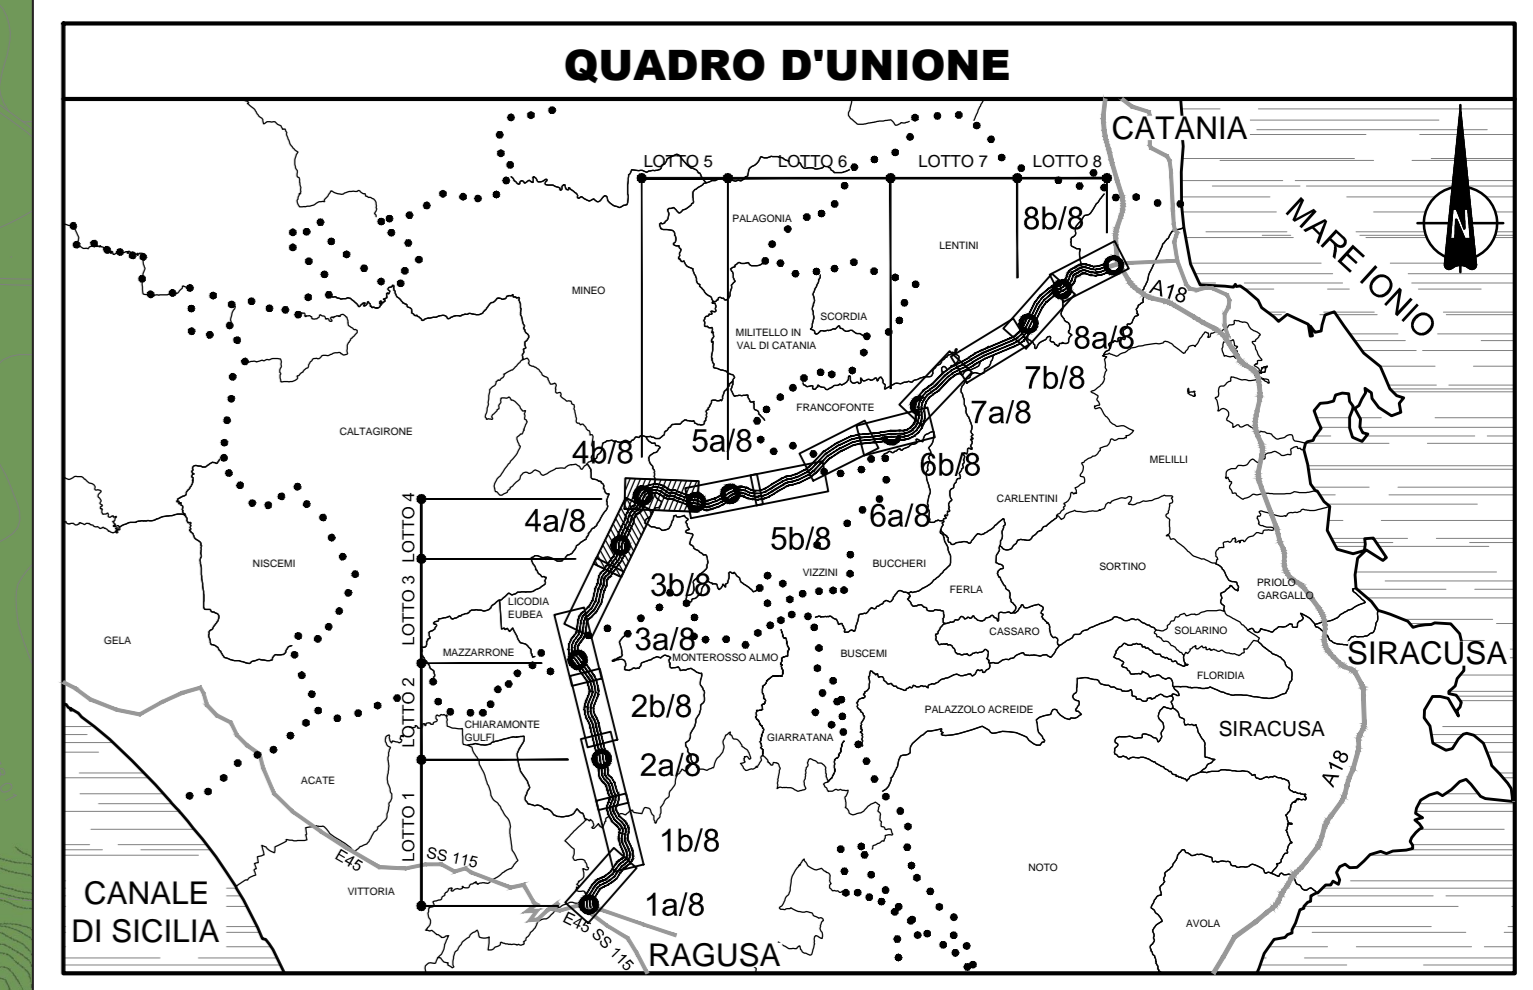 QUADRO D'UNIONE
CATANIA
LOTTO 5
LOTTO 6
LOTTO 7
LOTTO 8
N
MARE IONIO
8b/8
PALAGONIA
LENTINI
MINEO
A18
SCORDIA
MILITELLO IN
VAL DI CATANIA
8a/8
7b/8
FRANCOFONTE
7a/8
CALTAGIRONE
4b/8
5a/8
6b/8
MELILLI
CARLENTINI
LOTTO 4
4a/8
6a/8
5b/8
NISCEMI
VIZZINI
BUCCHERI
SORTINO
FERLA
PRIOLO
GARGALLO
3b/8
LOTTO 3
LICODIA
EUBEA
GELA
MAZZARRONE
3a/8
MONTEROSSO ALMO
BUSCEMI
CASSARO
SOLARINO
SIRACUSA
FLORIDIA
LOTTO 2
2b/8
PALAZZOLO ACREIDE
CHIARAMONTE
GULFI
GIARRATANA
SIRACUSA
2a/8
ACATE
A18
LOTTO 1
1b/8
E45
SS 115
VITTORIA
NOTO
CANALE
DI SICILIA
1a/8
E45 SS 115
RAGUSA
AVOLA